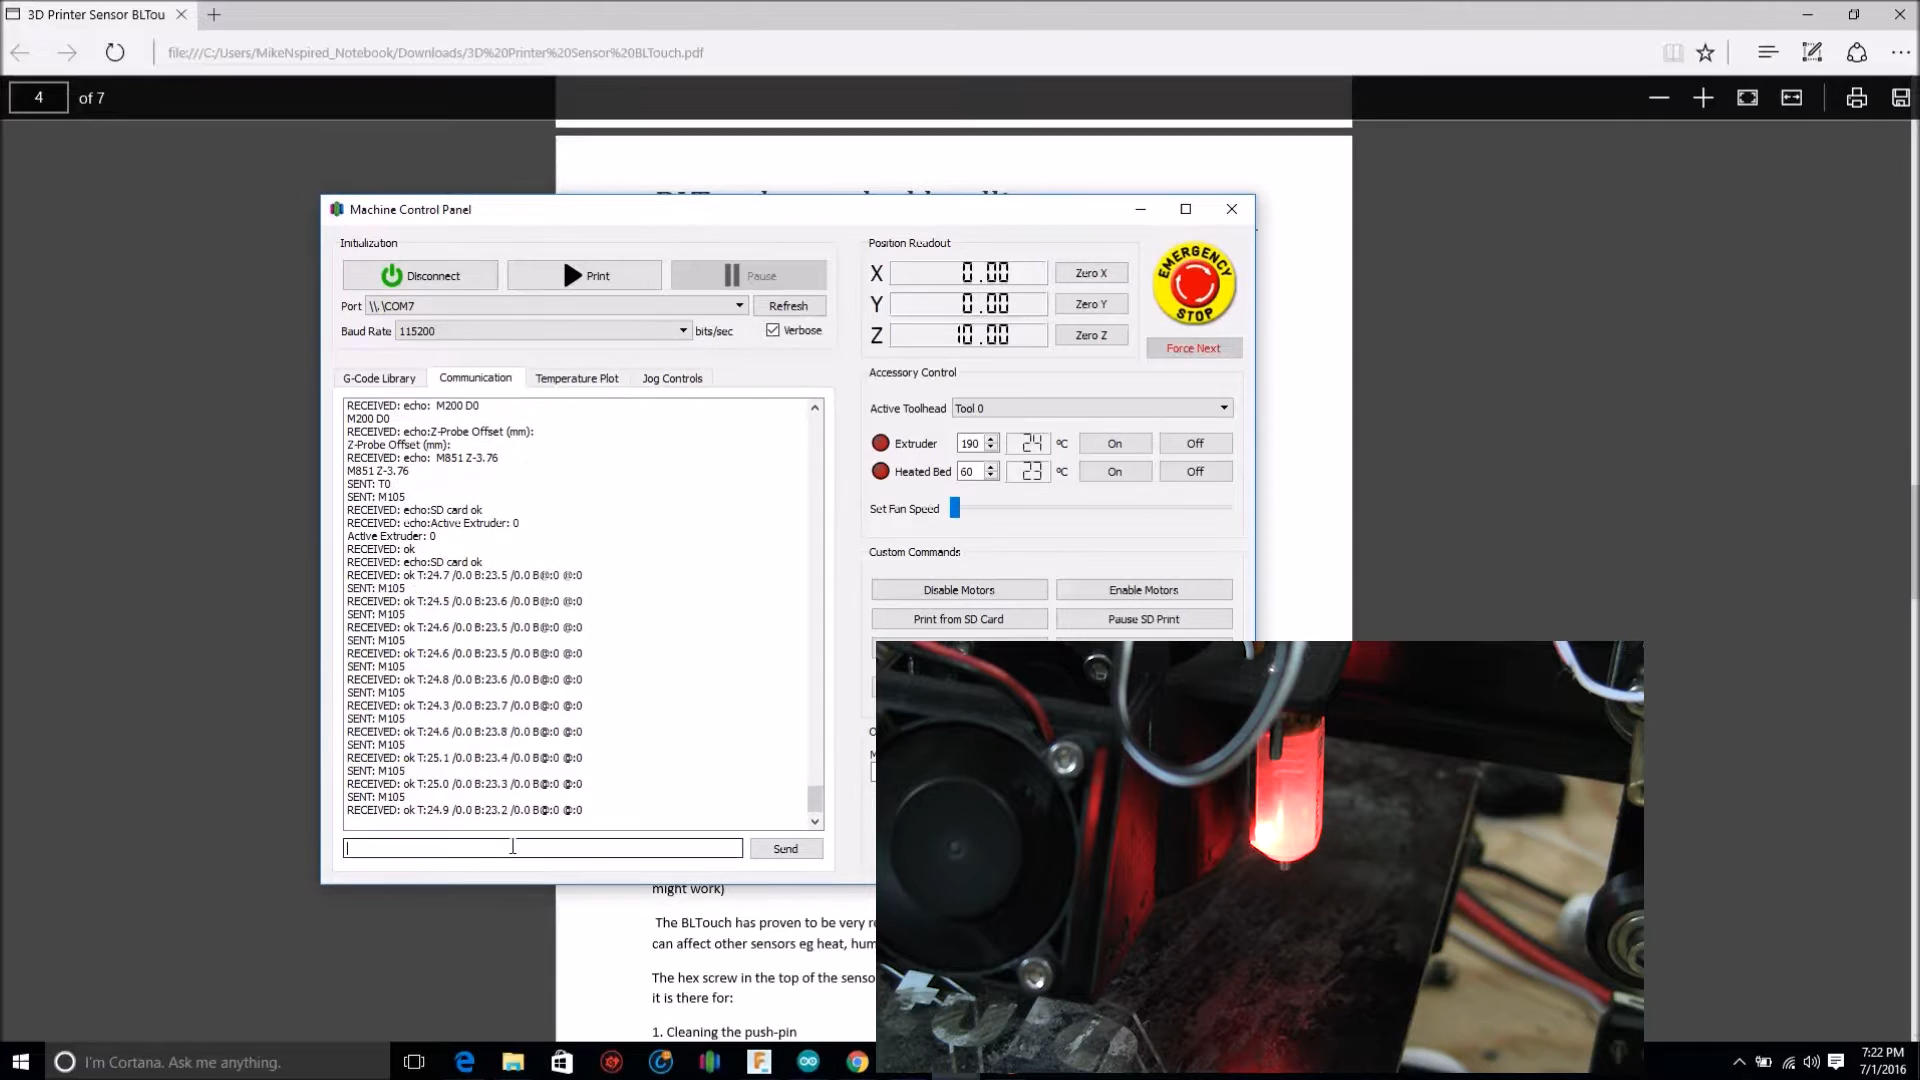 3D Printer Sensor BLTou
file:///C:/Users/MikeNspired_Notebook/Downloads/3D%20Printer%20Sensor%20BLTouch.pdf
4 of 7
Machine Control Panel
Initialization
Disconnect
Print
Pause
Port \\.\COM7
Refresh
Baud Rate 115200 bits/sec
Verbose
G-Code Library
Communication
Temperature Plot
Jog Controls
RECEIVED: echo: M200 D0
M200 D0
RECEIVED: echo:Z-Probe Offset (mm):
Z-Probe Offset (mm):
RECEIVED: echo: M851 Z-3.76
M851 Z-3.76
SENT: T0
SENT: M105
RECEIVED: echo:SD card ok
RECEIVED: echo:Active Extruder: 0
Active Extruder: 0
RECEIVED: ok
RECEIVED: echo:SD card ok
RECEIVED: ok T:24.7 /0.0 B:23.5 /0.0 B@:0 @:0
SENT: M105
RECEIVED: ok T:24.5 /0.0 B:23.6 /0.0 B@:0 @:0
SENT: M105
RECEIVED: ok T:24.6 /0.0 B:23.5 /0.0 B@:0 @:0
SENT: M105
RECEIVED: ok T:24.6 /0.0 B:23.5 /0.0 B@:0 @:0
SENT: M105
RECEIVED: ok T:24.8 /0.0 B:23.6 /0.0 B@:0 @:0
SENT: M105
RECEIVED: ok T:24.3 /0.0 B:23.7 /0.0 B@:0 @:0
SENT: M105
RECEIVED: ok T:24.6 /0.0 B:23.8 /0.0 B@:0 @:0
SENT: M105
RECEIVED: ok T:25.1 /0.0 B:23.4 /0.0 B@:0 @:0
SENT: M105
RECEIVED: ok T:25.0 /0.0 B:23.3 /0.0 B@:0 @:0
SENT: M105
RECEIVED: ok T:24.9 /0.0 B:23.2 /0.0 B@:0 @:0
Send
Position Readout
X 0.00 Zero X
Y 0.00 Zero Y
Z 10.00 Zero Z
EMERGENCY STOP
Force Next
Accessory Control
Active Toolhead Tool 0
Extruder 190 24 °C On Off
Heated Bed 60 23 °C On Off
Set Fan Speed
Custom Commands
Disable Motors
Enable Motors
Print from SD Card
Pause SD Print
might work)
The BLTouch has proven to be very
can affect other sensors eg heat,
The hex screw in the top of the
it is there for:
1. Cleaning the push-pin
I'm Cortana. Ask me anything.
7:22 PM
7/1/2016